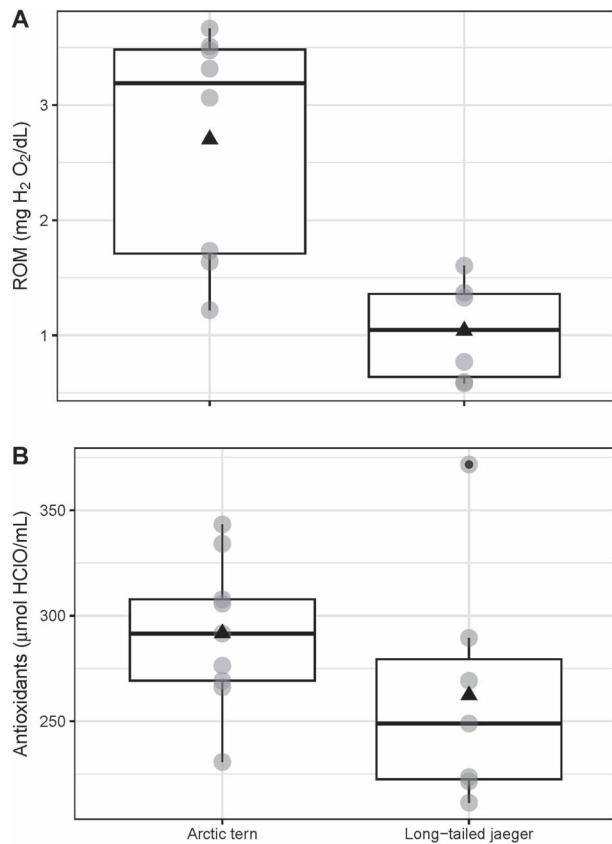 A
ROM (mg H₂ O₂/dL)
3
2
1
B
Antioxidants (µmol HClO/mL)
350
300
250
Arctic tern
Long−tailed jaeger